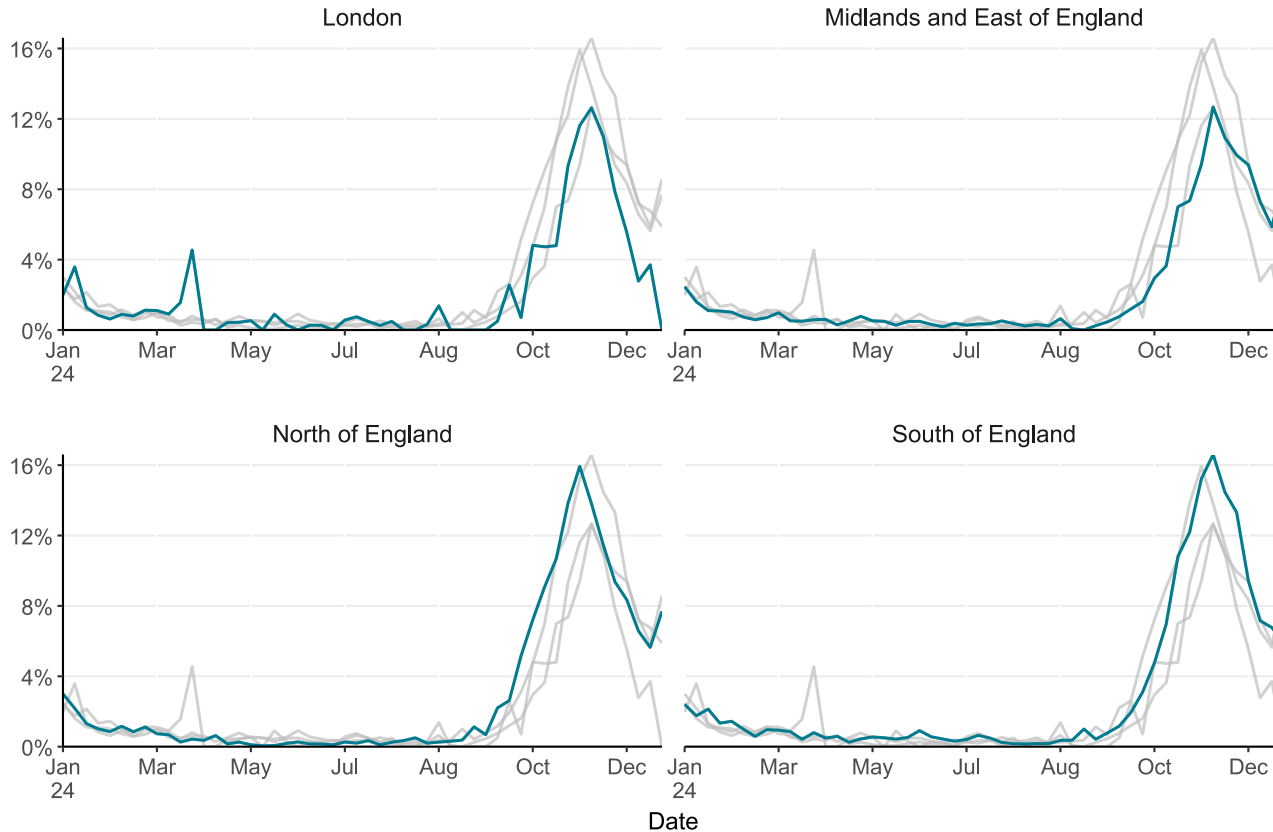 London
Midlands and East of England
16%
12%
8%
4%
0%
Jan
24
Mar
May
Jul
Aug
Oct
Dec
Jan
24
Mar
May
Jul
Aug
Oct
Dec
North of England
South of England
16%
12%
8%
4%
0%
Jan
24
Mar
May
Jul
Aug
Oct
Dec
Jan
24
Mar
May
Jul
Aug
Oct
Dec
Date